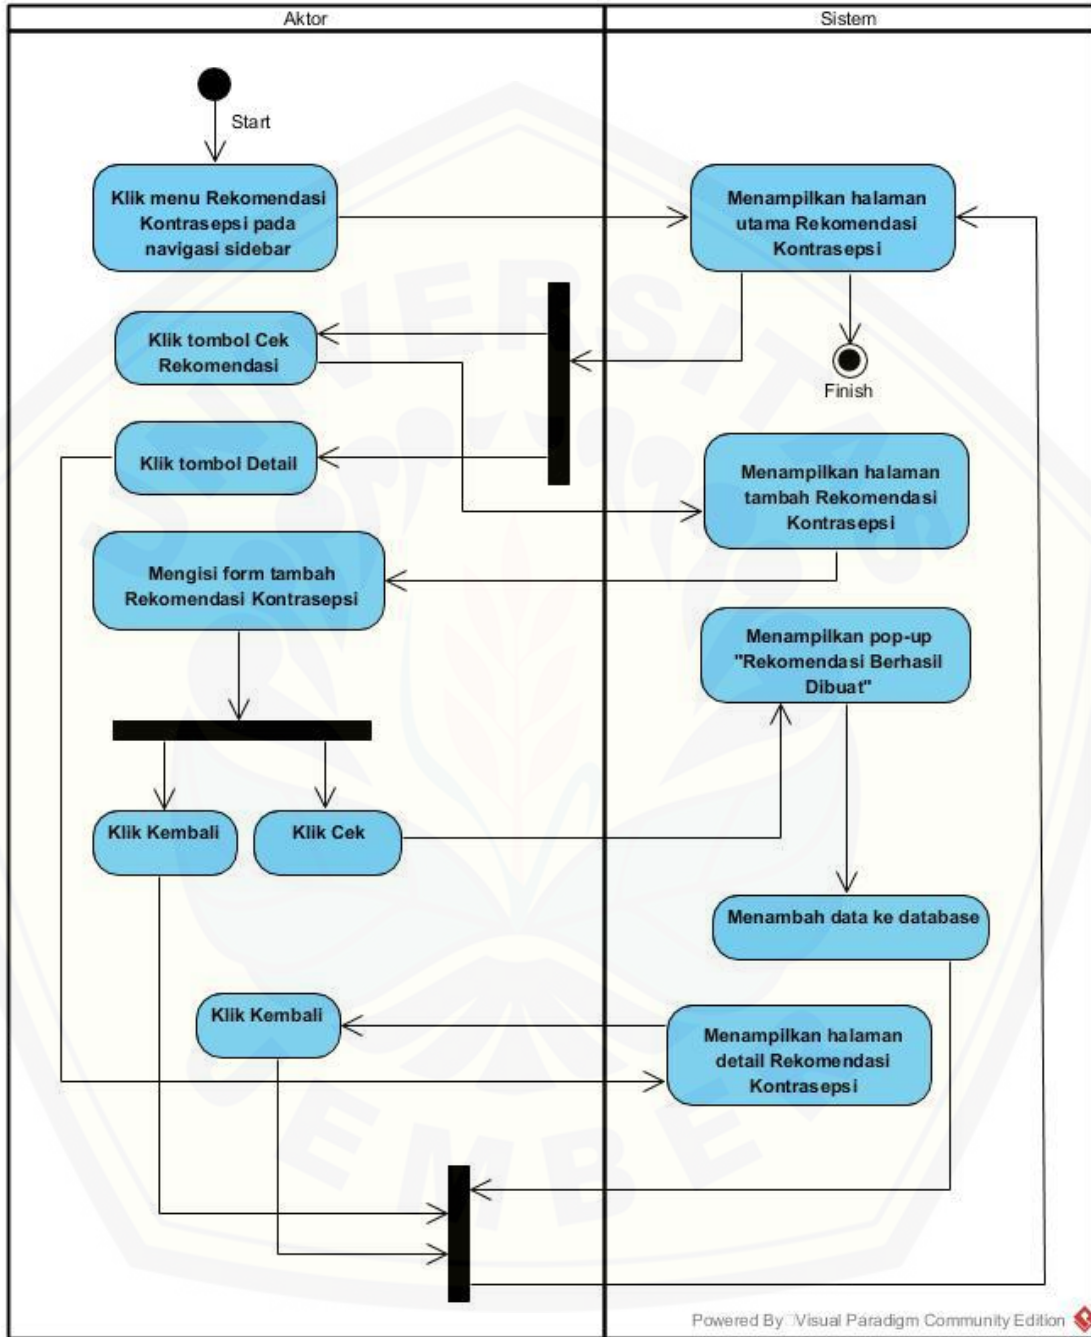 Aktor
Sistem
Start
Klik menu Rekomendasi
Kontrasepsi pada
navigasi sidebar
Menampilkan halaman
utama Rekomendasi
Kontrasepsi
Klik tombol Cek
Rekomendasi
Finish
Klik tombol Detail
Menampilkan halaman
tambah Rekomendasi
Kontrasepsi
Mengisi form tambah
Rekomendasi Kontrasepsi
Menampilkan pop-up
"Rekomendasi Berhasil
Dibuat"
Klik Kembali
Klik Cek
Menambah data ke database
Klik Kembali
Menampilkan halaman
detail Rekomendasi
Kontrasepsi
UNIVERSITAS
JEMBER
Powered By Visual Paradigm Community Edition